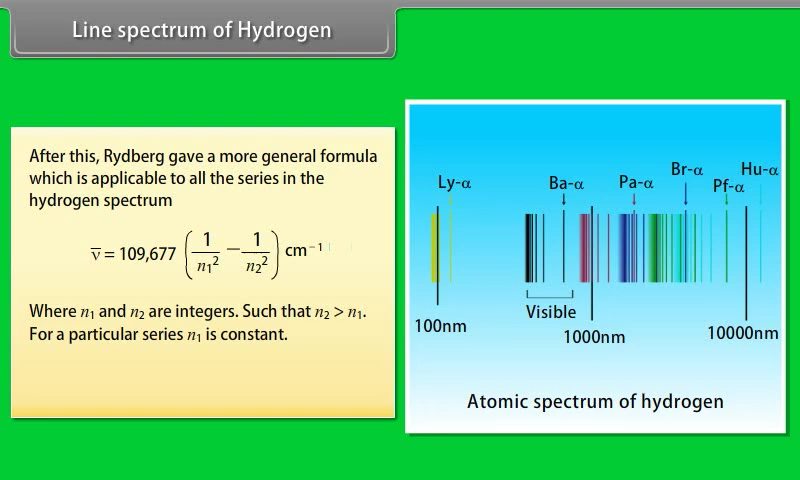 Line spectrum of Hydrogen
After this, Rydberg gave a more general formula
which is applicable to all the series in the
hydrogen spectrum
ν̅ = 109,677 (1/n₁² − 1/n₂²) cm⁻¹
Where n₁ and n₂ are integers. Such that n₂ > n₁.
For a particular series n₁ is constant.
Ly-α
Ba-α
Pa-α
Br-α
Pf-α
Hu-α
Visible
100nm
1000nm
10000nm
Atomic spectrum of hydrogen